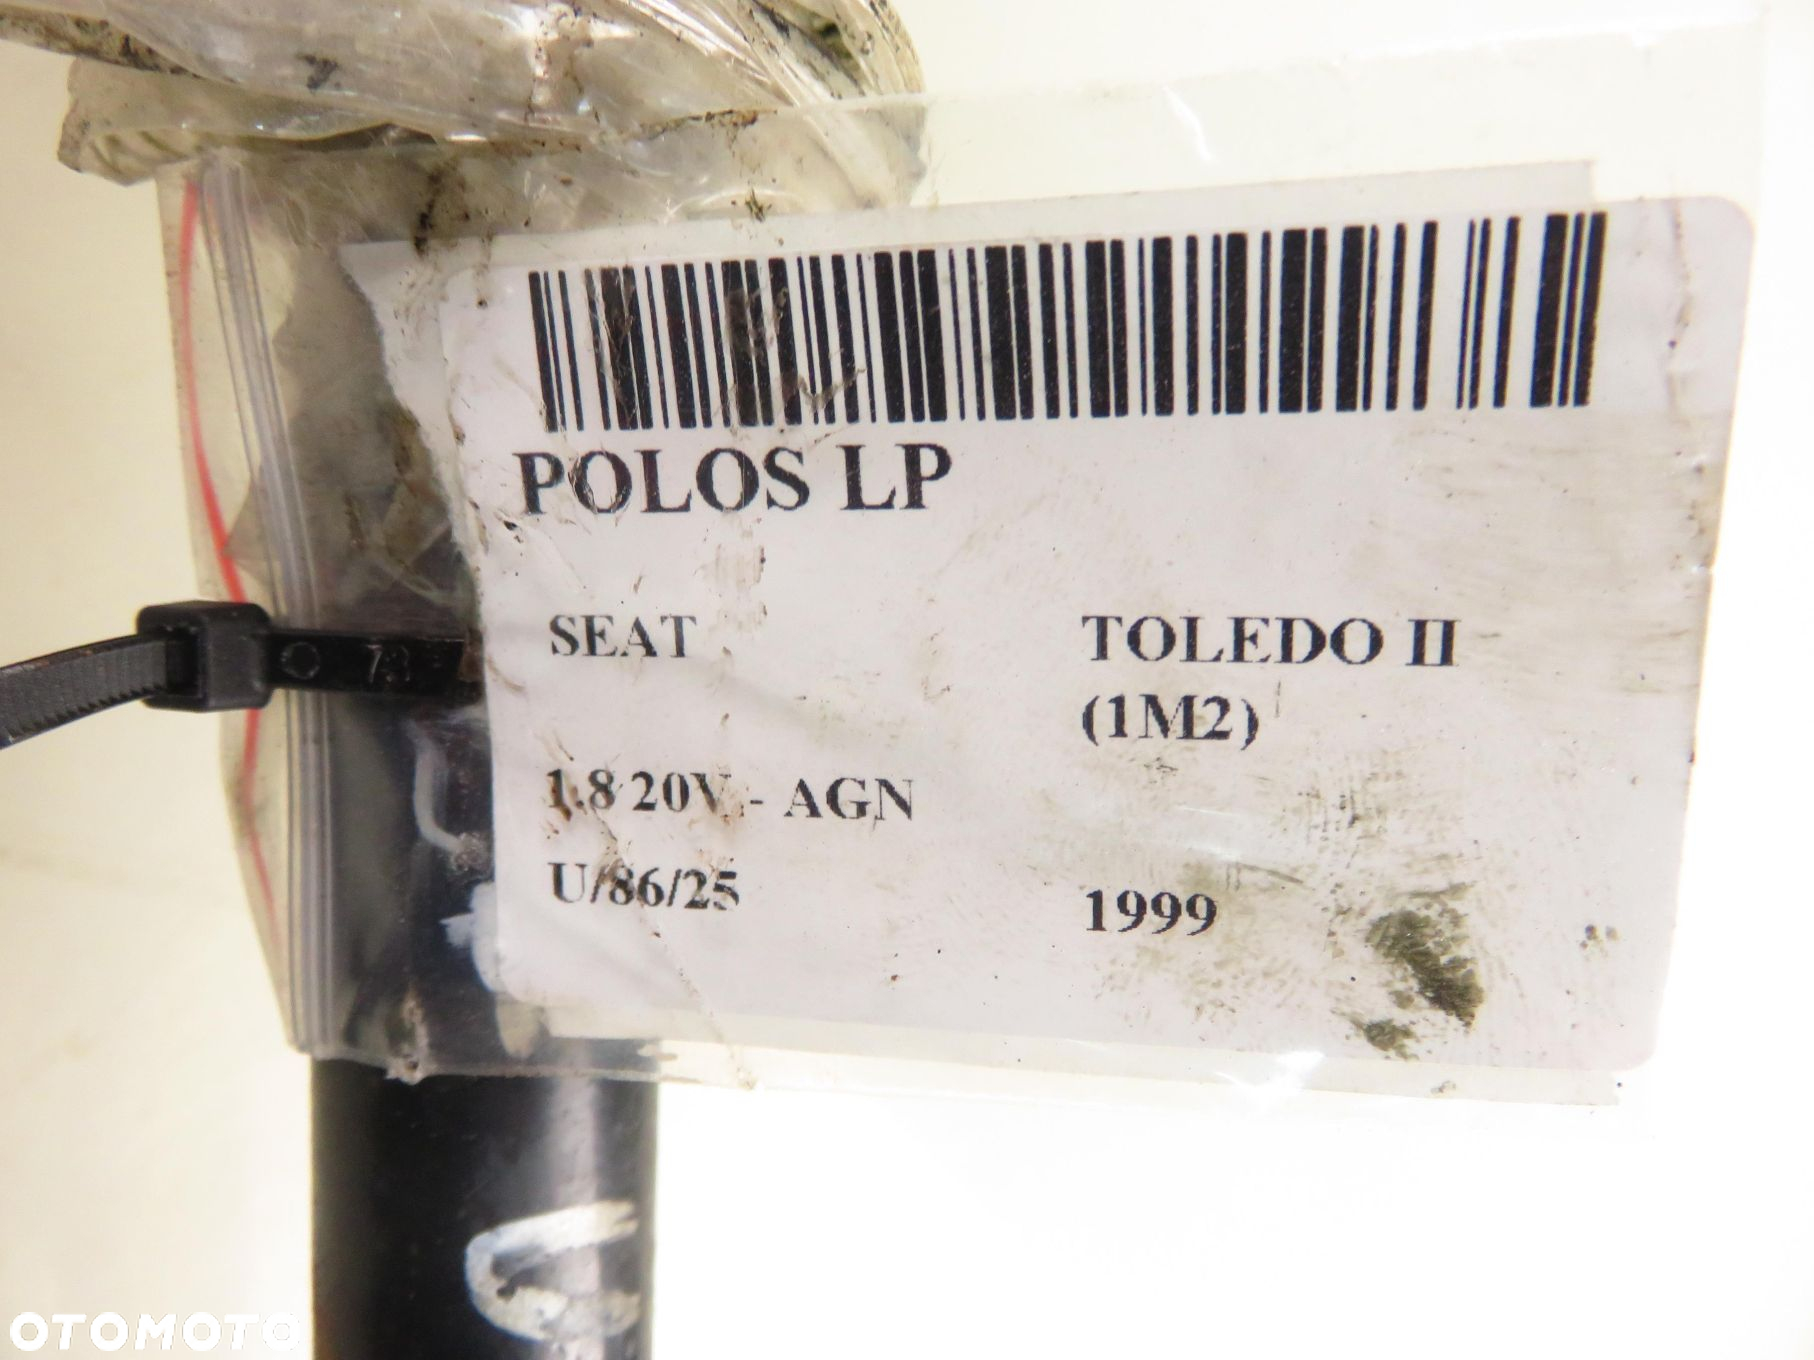 POLOS LP
SEAT
TOLEDO II
(1M2)
1.8 20V - AGN
U/86/25
1999
OTOMOTO